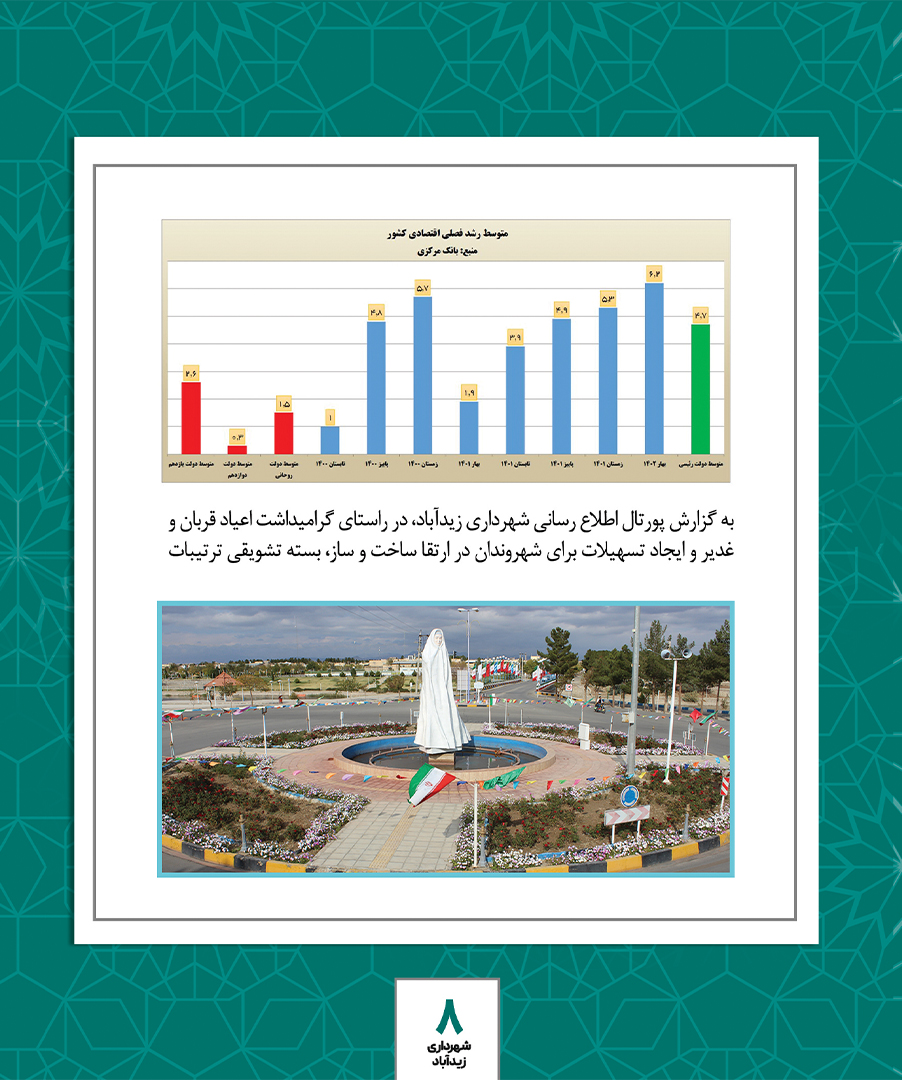 متوسط رشد فصلی اقتصادی کشور
منبع: بانک مرکزی
۲.۶
۰.۳
۱.۵
۱
۴.۸
۵.۷
۱.۹
۳.۹
۴.۹
۵.۳
۶.۲
۴.۷
متوسط دولت یازدهم
متوسط دولت
دوازدهم
متوسط دولت
روحانی
تابستان ۱۴۰۰
پاییز ۱۴۰۰
زمستان ۱۴۰۰
بهار ۱۴۰۱
تابستان ۱۴۰۱
پاییز ۱۴۰۱
زمستان ۱۴۰۱
بهار ۱۴۰۲
متوسط دولت رئیسی
به گزارش پورتال اطلاع رسانی شهرداری زیدآباد، در راستای گرامیداشت اعیاد قربان و
غدیر و ایجاد تسهیلات برای شهروندان در ارتقا ساخت و ساز، بسته تشویقی ترتیبات
۸
شهرداری
زیدآباد